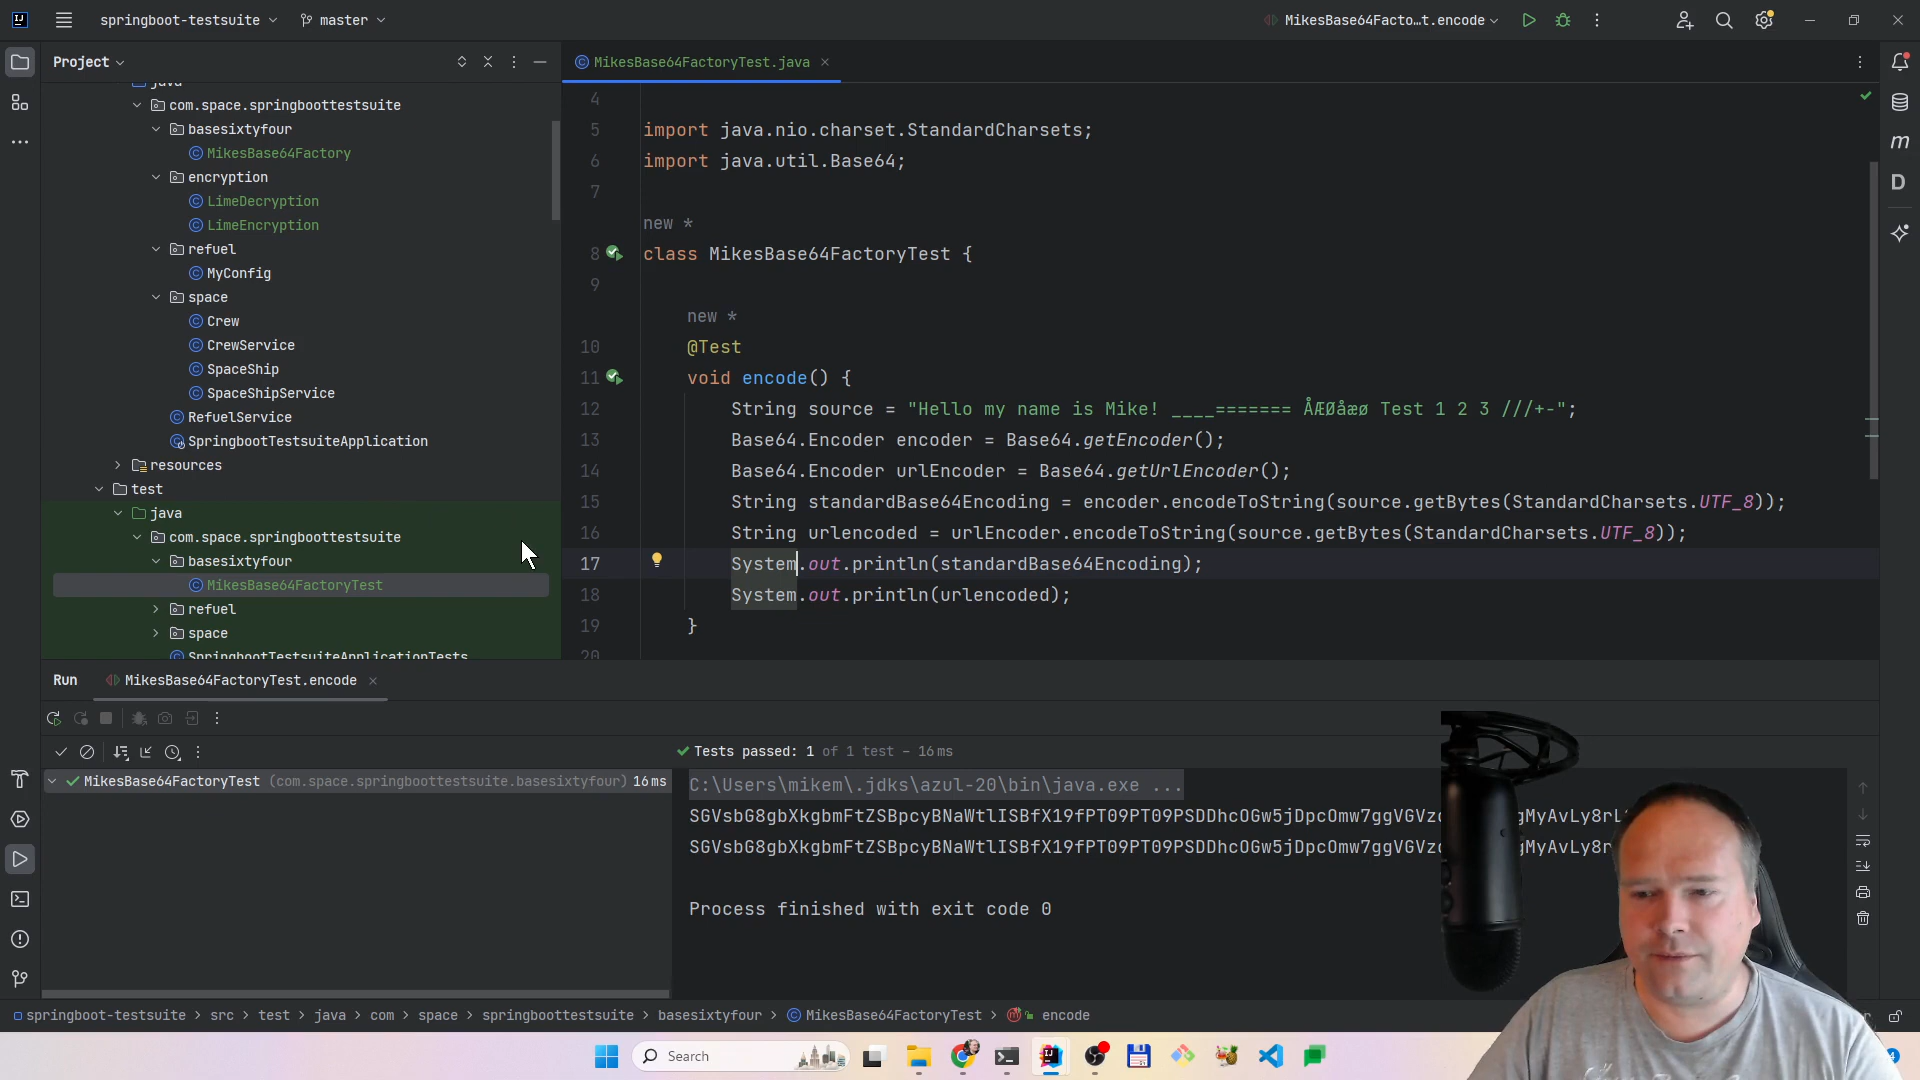 springboot-testsuite
master
MikesBase64Facto...t.encode
Project
MikesBase64FactoryTest.java
java
com.space.springboottestsuite
basesixtyfour
MikesBase64Factory
encryption
LimeDecryption
LimeEncryption
refuel
MyConfig
space
Crew
CrewService
SpaceShip
SpaceShipService
RefuelService
SpringbootTestsuiteApplication
resources
test
java
com.space.springboottestsuite
basesixtyfour
MikesBase64FactoryTest
refuel
space
SpringbootTestsuiteApplicationTests
4
5 import java.nio.charset.StandardCharsets;
6 import java.util.Base64;
7
new *
8 class MikesBase64FactoryTest {
9
new *
10 @Test
11 void encode() {
12 String source = "Hello my name is Mike! ____======= ÅÆØåæø Test 1 2 3 ///+-";
13 Base64.Encoder encoder = Base64.getEncoder();
14 Base64.Encoder urlEncoder = Base64.getUrlEncoder();
15 String standardBase64Encoding = encoder.encodeToString(source.getBytes(StandardCharsets.UTF_8));
16 String urlencoded = urlEncoder.encodeToString(source.getBytes(StandardCharsets.UTF_8));
17 System.out.println(standardBase64Encoding);
18 System.out.println(urlencoded);
19 }
20
Run MikesBase64FactoryTest.encode
Tests passed: 1 of 1 test – 16 ms
MikesBase64FactoryTest (com.space.springboottestsuite.basesixtyfour) 16 ms
C:\Users\mikem\.jdks\azul-20\bin\java.exe ...
Process finished with exit code 0
springboot-testsuite > src > test > java > com > space > springboottestsuite > basesixtyfour > MikesBase64FactoryTest > encode
Search